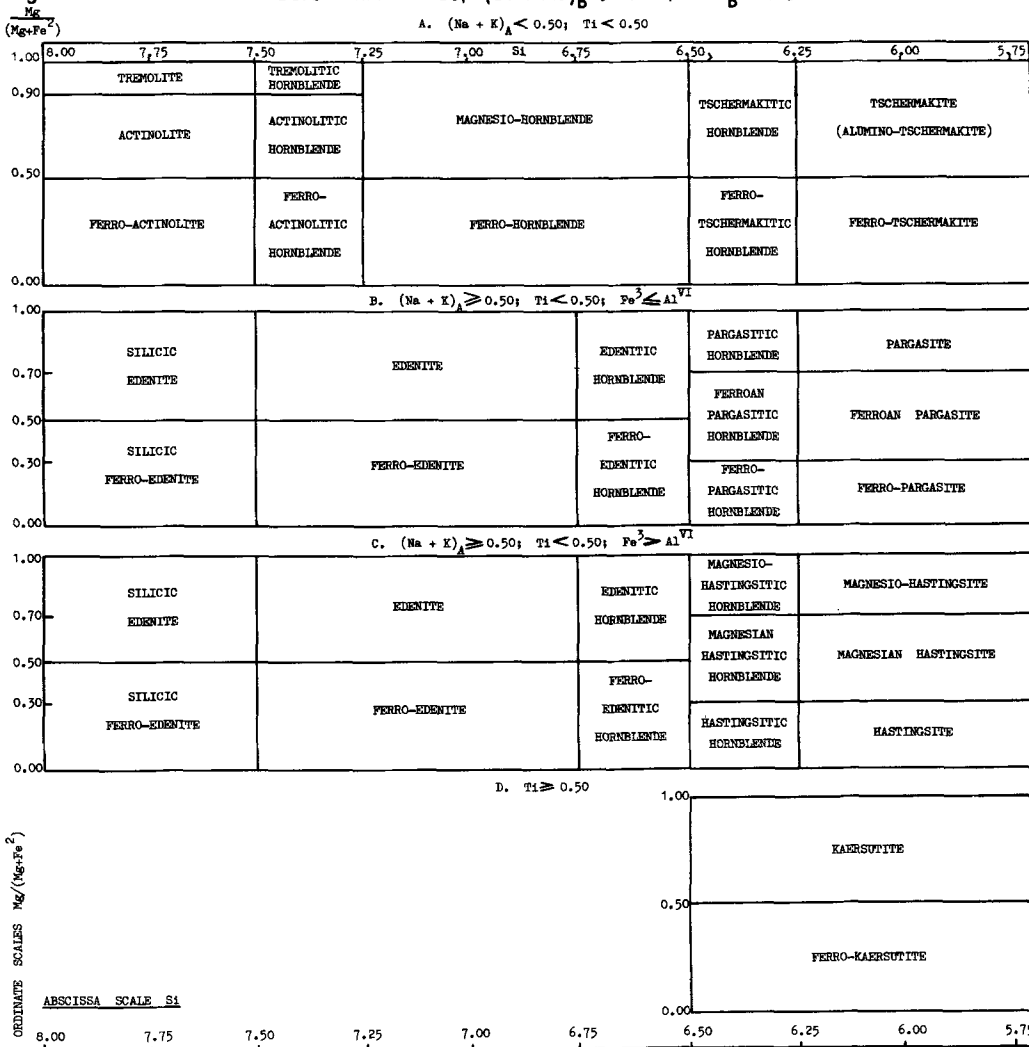 Mg
(Mg+Fe²)
A. (Na + K)A < 0.50; Ti < 0.50
8.00 7.75 7.50 7.25 7.00 Si 6.75 6.50 6.25 6.00 5.75
1.00
0.90
0.50
0.00
TREMOLITE
TREMOLITIC
HORNBLENDE
ACTINOLITE
ACTINOLITIC
HORNBLENDE
MAGNESIO-HORNBLENDE
TSCHERMAKITIC
HORNBLENDE
TSCHERMAKITE
(ALUMINO-TSCHERMAKITE)
FERRO-ACTINOLITE
FERRO-
ACTINOLITIC
HORNBLENDE
FERRO-HORNBLENDE
FERRO-
TSCHERMAKITIC
HORNBLENDE
FERRO-TSCHERMAKITE
B. (Na + K)A ≥ 0.50; Ti < 0.50; Fe³ ≤ AlVI
1.00
0.70
0.50
0.30
0.00
SILICIC
EDENITE
EDENITE
EDENITIC
HORNBLENDE
PARGASITIC
HORNBLENDE
PARGASITE
FERROAN
PARGASITIC
HORNBLENDE
FERROAN PARGASITE
SILICIC
FERRO-EDENITE
FERRO-EDENITE
FERRO-
EDENITIC
HORNBLENDE
FERRO-
PARGASITIC
HORNBLENDE
FERRO-PARGASITE
C. (Na + K)A ≥ 0.50; Ti < 0.50; Fe³ > AlVI
1.00
0.70
0.50
0.30
0.00
SILICIC
EDENITE
EDENITE
EDENITIC
HORNBLENDE
MAGNESIO-
HASTINGSITIC
HORNBLENDE
MAGNESIO-HASTINGSITE
MAGNESIAN
HASTINGSITIC
HORNBLENDE
MAGNESIAN HASTINGSITE
SILICIC
FERRO-EDENITE
FERRO-EDENITE
FERRO-
EDENITIC
HORNBLENDE
HASTINGSITIC
HORNBLENDE
HASTINGSITE
D. Ti ≥ 0.50
1.00
0.50
0.00
KAERSUTITE
FERRO-KAERSUTITE
ORDINATE SCALES Mg/(Mg+Fe²)
ABSCISSA SCALE Si
8.00 7.75 7.50 7.25 7.00 6.75 6.50 6.25 6.00 5.75